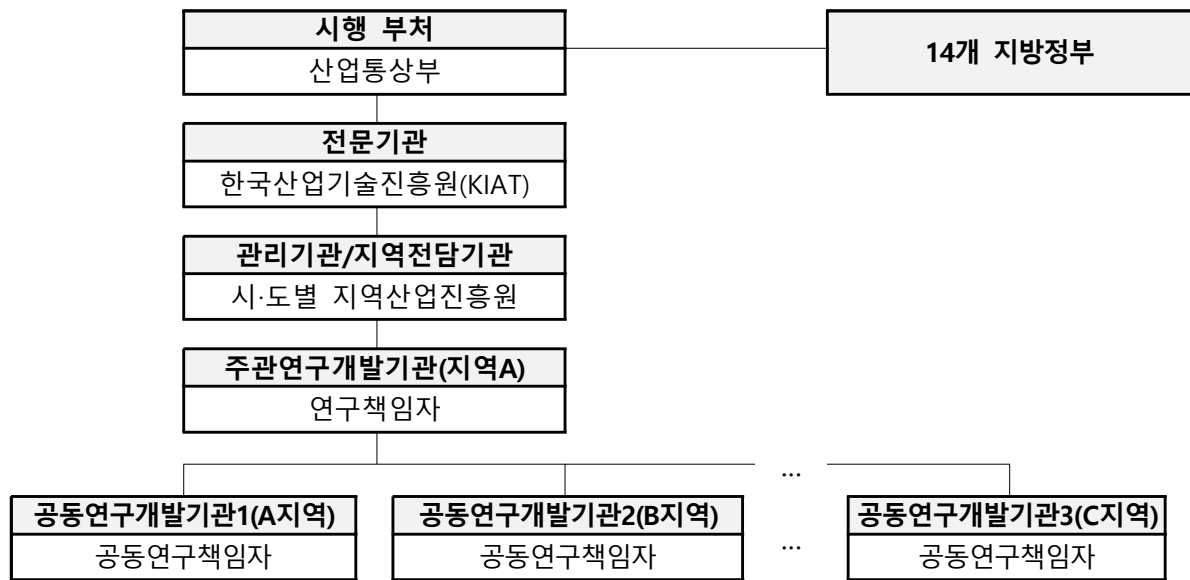 시행 부처
산업통상부
14개 지방정부
전문기관
한국산업기술진흥원(KIAT)
관리기관/지역전담기관
시·도별 지역산업진흥원
주관연구개발기관(지역A)
연구책임자
...
공동연구개발기관1(A지역)
공동연구책임자
공동연구개발기관2(B지역)
공동연구책임자
...
공동연구개발기관3(C지역)
공동연구책임자